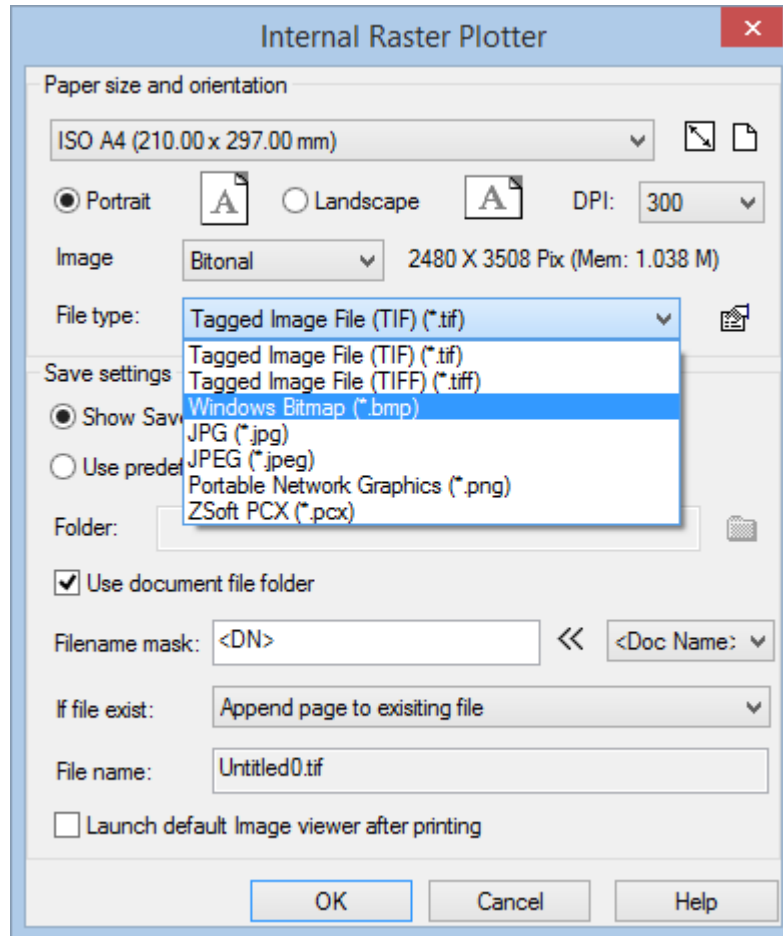 Internal Raster Plotter
Paper size and orientation
ISO A4 (210.00 x 297.00 mm)
Portrait A Landscape A DPI: 300
Image Bitonal 2480 X 3508 Pix (Mem: 1.038 M)
File type: Tagged Image File (TIF) (*.tif)
Tagged Image File (TIF) (*.tif)
Save settings Tagged Image File (TIFF) (*.tiff)
Windows Bitmap (*.bmp)
Show Save JPG (*.jpg)
JPEG (*.jpeg)
Use predef Portable Network Graphics (*.png)
ZSoft PCX (*.pcx)
Folder:
Use document file folder
Filename mask: <DN> << <Doc Name>
If file exist: Append page to exisiting file
File name: Untitled0.tif
Launch default Image viewer after printing
OK Cancel Help